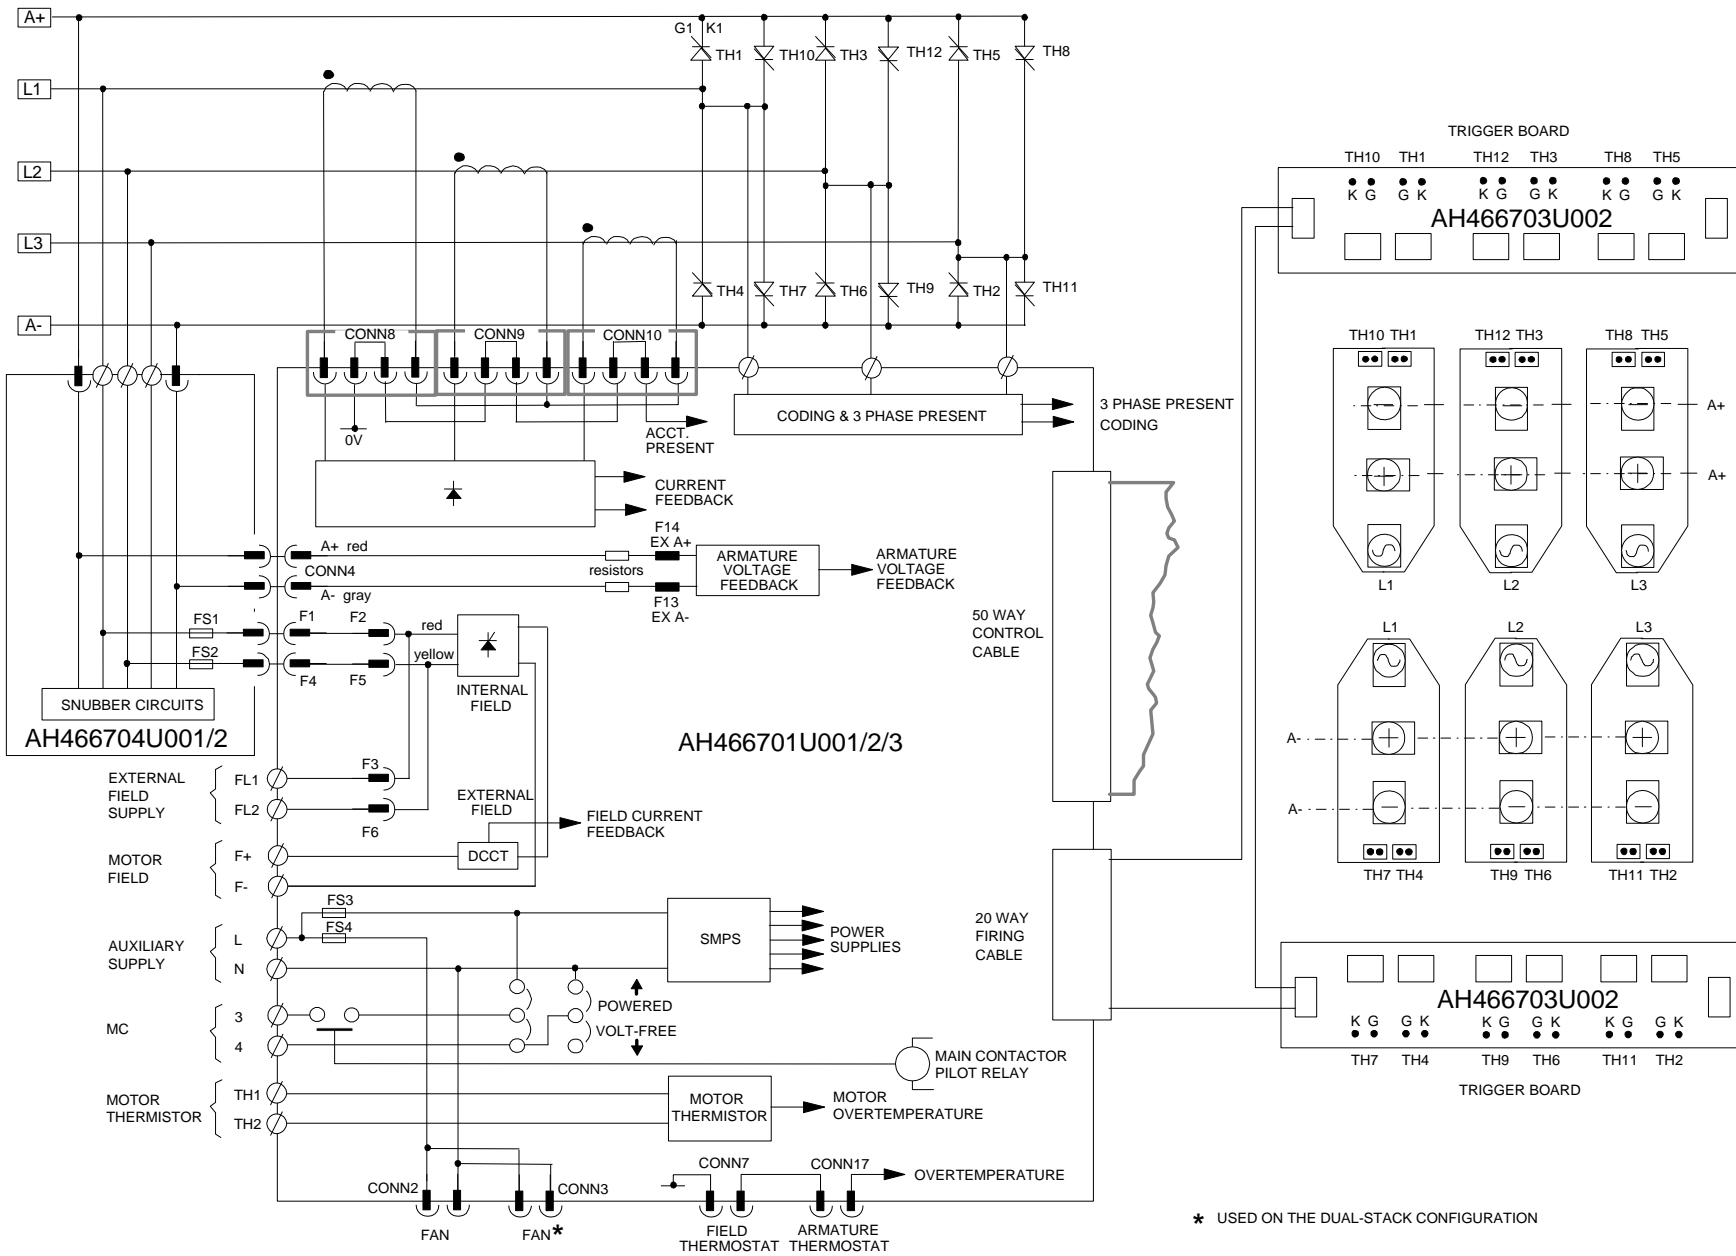 A+
G1 K1
TH1 TH10 TH3 TH12 TH5 TH8
L1
L2
L3
TH4 TH7 TH6 TH9 TH2 TH11
A-
CONN8 CONN9 CONN10
0V
ACCT.
PRESENT
CODING & 3 PHASE PRESENT
3 PHASE PRESENT
CODING
CURRENT
FEEDBACK
A+ red
CONN4
A- gray
resistors
F14
EX A+
F13
EX A-
ARMATURE
VOLTAGE
FEEDBACK
ARMATURE
VOLTAGE
FEEDBACK
FS1
FS2
F1 F2
red
yellow
F4 F5
INTERNAL
FIELD
SNUBBER CIRCUITS
AH466704U001/2
AH466701U001/2/3
50 WAY
CONTROL
CABLE
EXTERNAL
FIELD
SUPPLY
FL1
FL2
F3
F6
EXTERNAL
FIELD
FIELD CURRENT
FEEDBACK
DCCT
MOTOR
FIELD
F+
F-
AUXILIARY
SUPPLY
L
N
FS3
FS4
SMPS
POWER
SUPPLIES
20 WAY
FIRING
CABLE
MC
3
4
POWERED
VOLT-FREE
MAIN CONTACTOR
PILOT RELAY
MOTOR
THERMISTOR
TH1
TH2
MOTOR
THERMISTOR
MOTOR
OVERTEMPERATURE
CONN2 CONN3
FAN FAN*
CONN7 CONN17
OVERTEMPERATURE
FIELD
THERMOSTAT
ARMATURE
THERMOSTAT
TRIGGER BOARD
TH10 TH1 TH12 TH3 TH8 TH5
K G G K K G G K K G G K
AH466703U002
TH10 TH1 TH12 TH3 TH8 TH5
A+
A+
L1 L2 L3
L1 L2 L3
A-
A-
TH7 TH4 TH9 TH6 TH11 TH2
AH466703U002
K G G K K G G K K G G K
TH7 TH4 TH9 TH6 TH11 TH2
TRIGGER BOARD
* USED ON THE DUAL-STACK CONFIGURATION